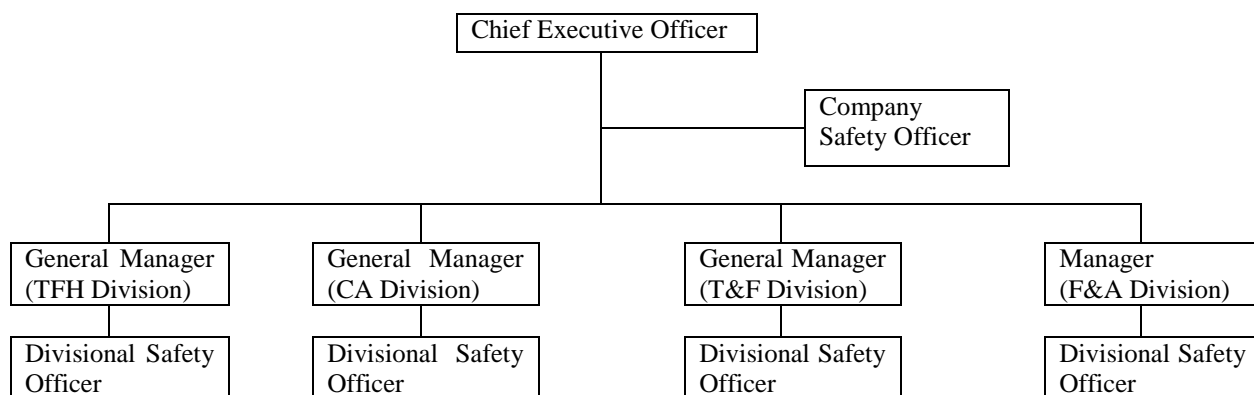 Chief Executive Officer
Company
Safety Officer
General Manager
(TFH Division)
General Manager
(CA Division)
General Manager
(T&F Division)
Manager
(F&A Division)
Divisional Safety
Officer
Divisional Safety
Officer
Divisional Safety
Officer
Divisional Safety
Officer